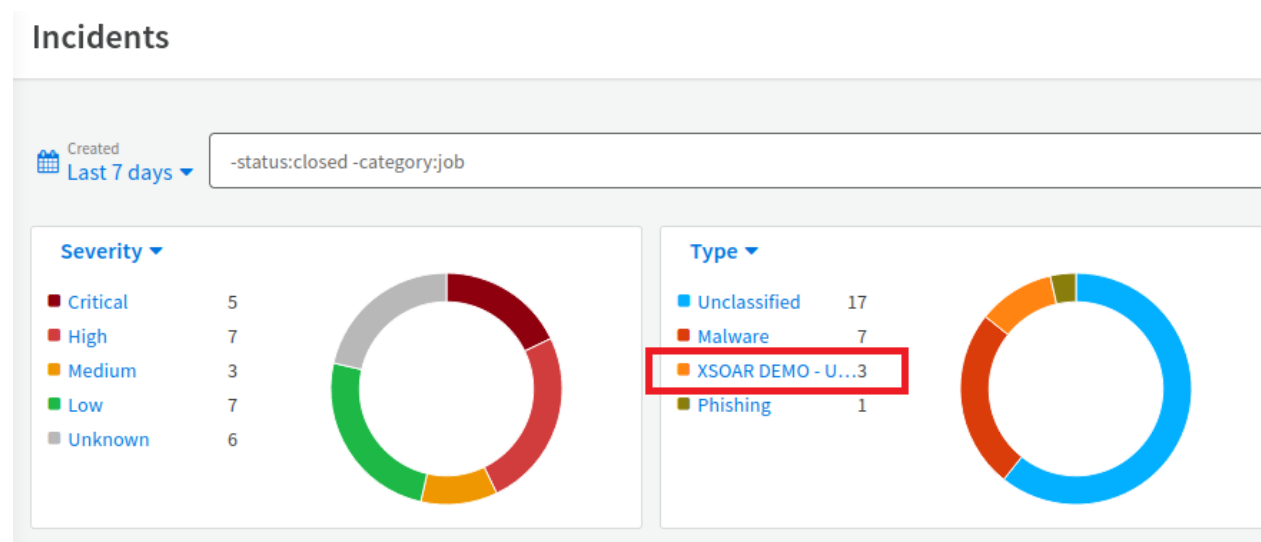 Incidents
Created
Last 7 days
-status:closed -category:job
Severity
Critical 5
High 7
Medium 3
Low 7
Unknown 6
Type
Unclassified 17
Malware 7
XSOAR DEMO - U...3
Phishing 1